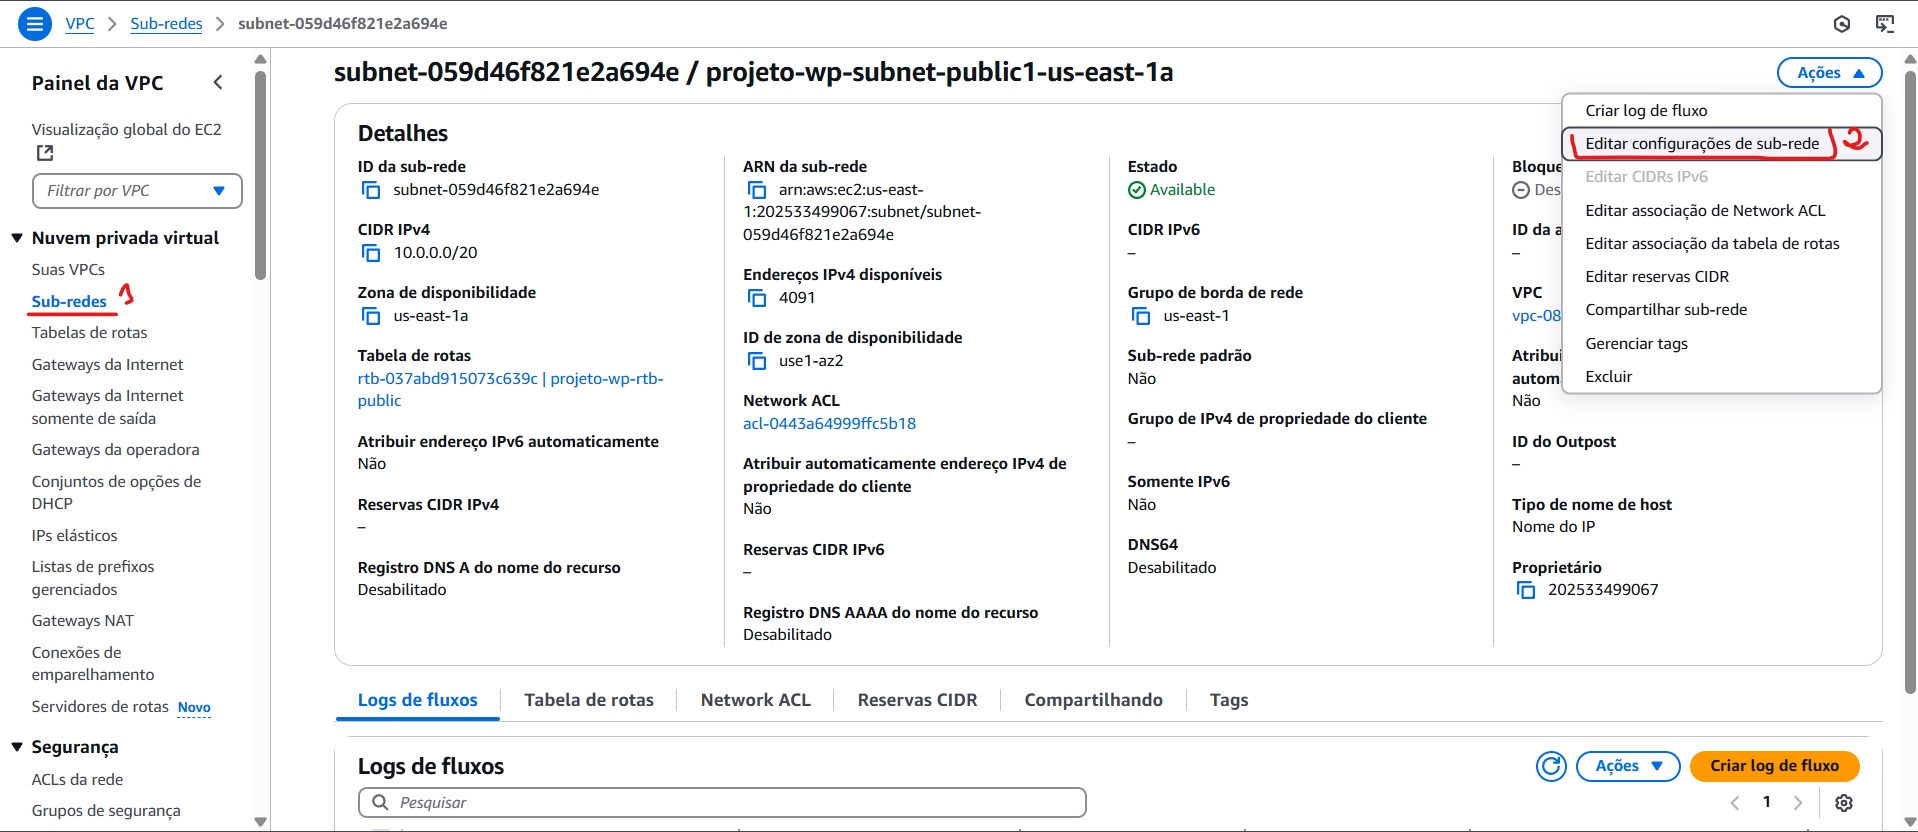 VPC > Sub-redes > subnet-059d46f821e2a694e
Painel da VPC
Visualização global do EC2
Filtrar por VPC
Nuvem privada virtual
Suas VPCs
Sub-redes 1
Tabelas de rotas
Gateways da Internet
Gateways da Internet
somente de saída
Gateways da operadora
Conjuntos de opções de
DHCP
IPs elásticos
Listas de prefixos
gerenciados
Gateways NAT
Conexões de
emparelhamento
Servidores de rotas Novo
Segurança
ACLs da rede
Grupos de segurança
subnet-059d46f821e2a694e / projeto-wp-subnet-public1-us-east-1a
Ações
Criar log de fluxo
Editar configurações de sub-rede 2
Editar CIDRs IPv6
Editar associação de Network ACL
Editar associação da tabela de rotas
Editar reservas CIDR
Compartilhar sub-rede
Gerenciar tags
Excluir
Detalhes
ID da sub-rede
subnet-059d46f821e2a694e
CIDR IPv4
10.0.0.0/20
Zona de disponibilidade
us-east-1a
Tabela de rotas
rtb-037abd915073c639c | projeto-wp-rtb-
public
Atribuir endereço IPv6 automaticamente
Não
Reservas CIDR IPv4
–
Registro DNS A do nome do recurso
Desabilitado
ARN da sub-rede
arn:aws:ec2:us-east-
1:202533499067:subnet/subnet-
059d46f821e2a694e
Endereços IPv4 disponíveis
4091
ID de zona de disponibilidade
use1-az2
Network ACL
acl-0443a64999ffc5b18
Atribuir automaticamente endereço IPv4 de
propriedade do cliente
Não
Reservas CIDR IPv6
–
Registro DNS AAAA do nome do recurso
Desabilitado
Estado
Available
CIDR IPv6
–
Grupo de borda de rede
us-east-1
Sub-rede padrão
Não
Grupo de IPv4 de propriedade do cliente
–
Somente IPv6
Não
DNS64
Desabilitado
Bloque
Des
ID da a
–
VPC
vpc-08
Atribui
autom
Não
ID do Outpost
–
Tipo de nome de host
Nome do IP
Proprietário
202533499067
Logs de fluxos
Tabela de rotas
Network ACL
Reservas CIDR
Compartilhando
Tags
Logs de fluxos
Ações
Criar log de fluxo
Pesquisar
< 1 >